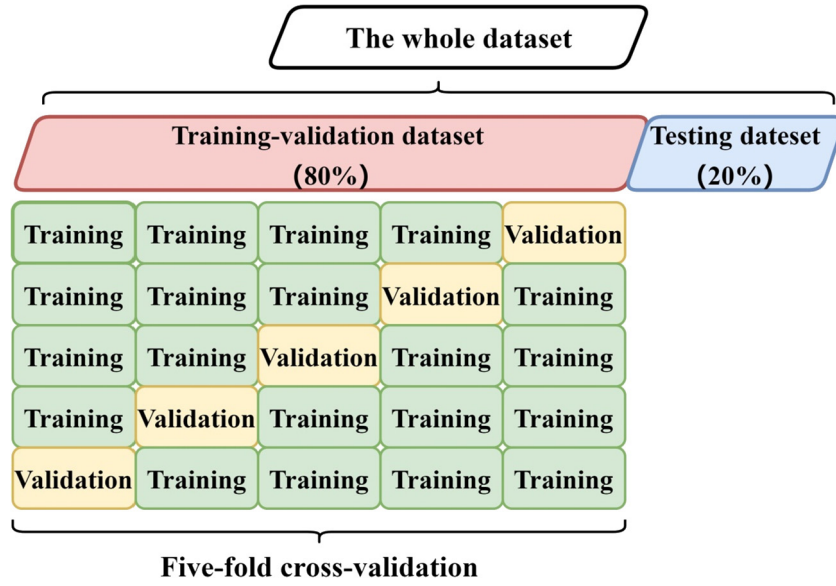 The whole dataset
Training-validation dataset
(80%)
Testing dateset
(20%)
Training Training Training Training Validation
Training Training Training Validation Training
Training Training Validation Training Training
Training Validation Training Training Training
Validation Training Training Training Training
Five-fold cross-validation